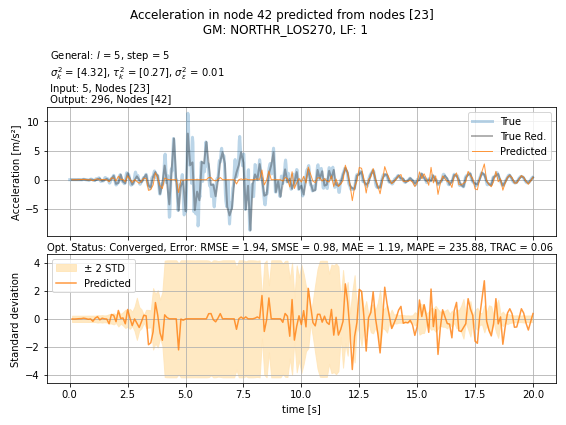 Acceleration in node 42 predicted from nodes [23]
GM: NORTHR_LOS270, LF: 1
General: l = 5, step = 5
σ²ₖ = [4.32], τ²ₖ = [0.27], σ²ε = 0.01
Input: 5, Nodes [23]
Output: 296, Nodes [42]
True
True Red.
Predicted
Acceleration [m/s²]
10
5
0
−5
Opt. Status: Converged, Error: RMSE = 1.94, SMSE = 0.98, MAE = 1.19, MAPE = 235.88, TRAC = 0.06
± 2 STD
Predicted
Standard deviation
4
2
0
−2
−4
0.0 2.5 5.0 7.5 10.0 12.5 15.0 17.5 20.0
time [s]